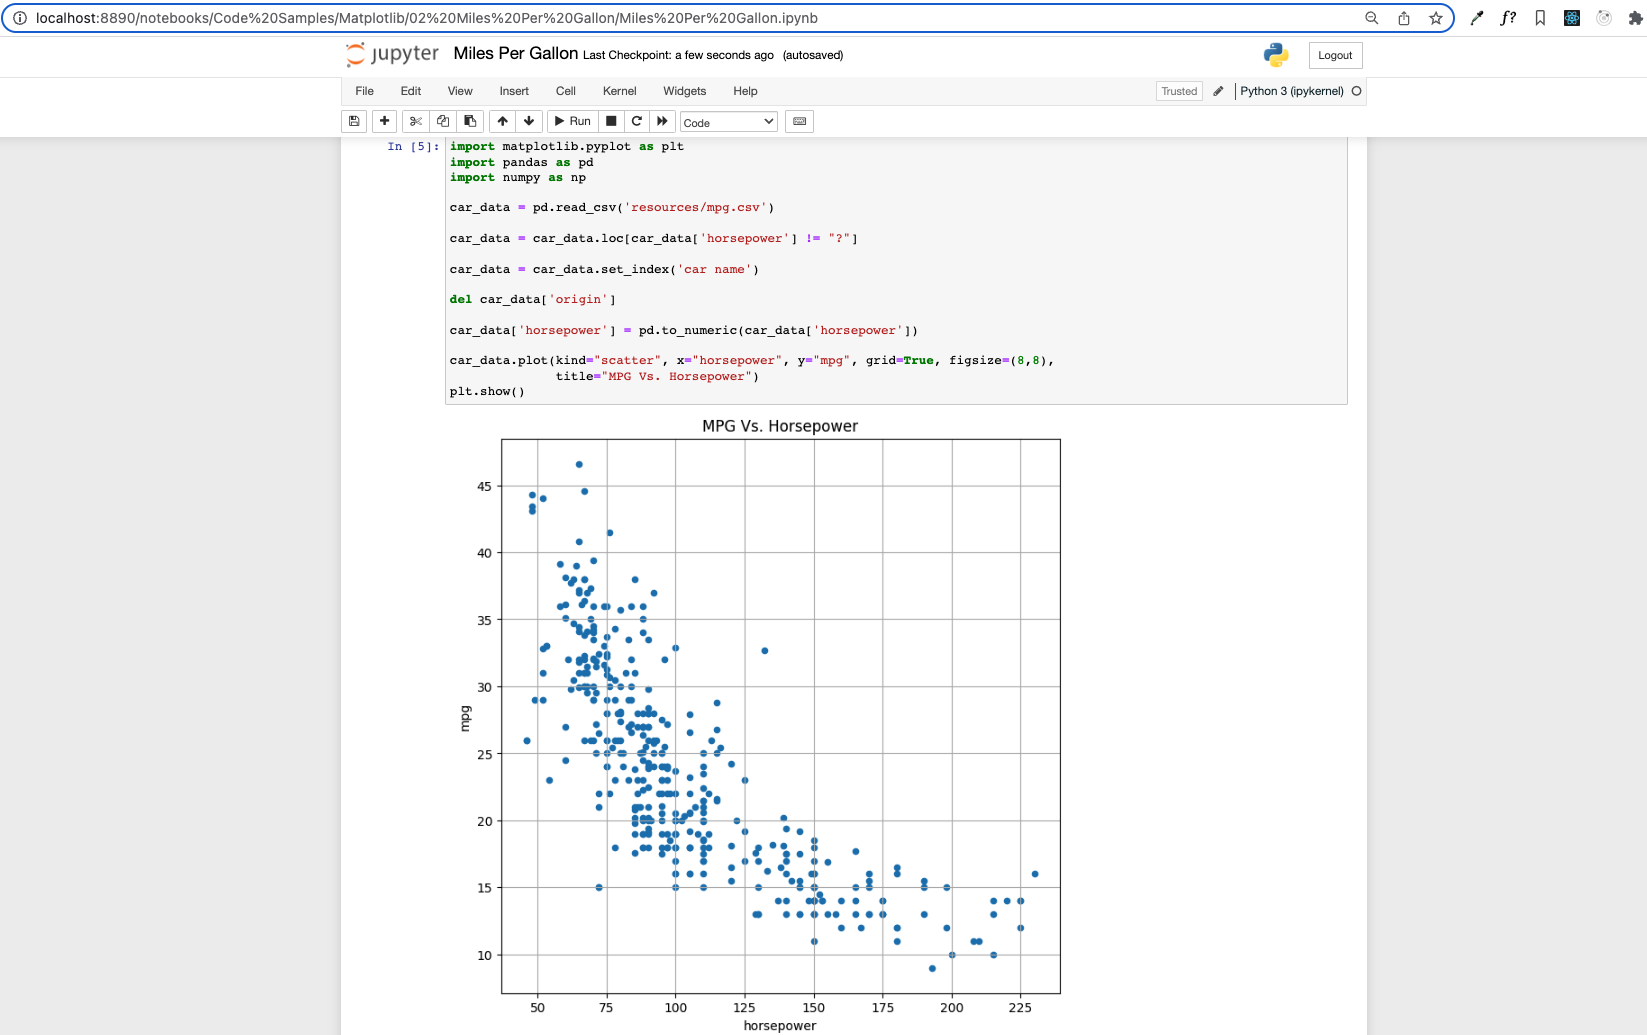 localhost:8890/notebooks/Code%20Samples/Matplotlib/02%20Miles%20Per%20Gallon/Miles%20Per%20Gallon.ipynb
f?
jupyter Miles Per Gallon Last Checkpoint: a few seconds ago (autosaved)
Logout
File Edit View Insert Cell Kernel Widgets Help
Trusted
Python 3 (ipykernel)
Run
Code
In [5]:
import matplotlib.pyplot as plt
import pandas as pd
import numpy as np
car_data = pd.read_csv('resources/mpg.csv')
car_data = car_data.loc[car_data['horsepower'] != "?"]
car_data = car_data.set_index('car name')
del car_data['origin']
car_data['horsepower'] = pd.to_numeric(car_data['horsepower'])
car_data.plot(kind="scatter", x="horsepower", y="mpg", grid=True, figsize=(8,8),
title="MPG Vs. Horsepower")
plt.show()
MPG Vs. Horsepower
45
40
35
30
25
20
15
10
mpg
50 75 100 125 150 175 200 225
horsepower